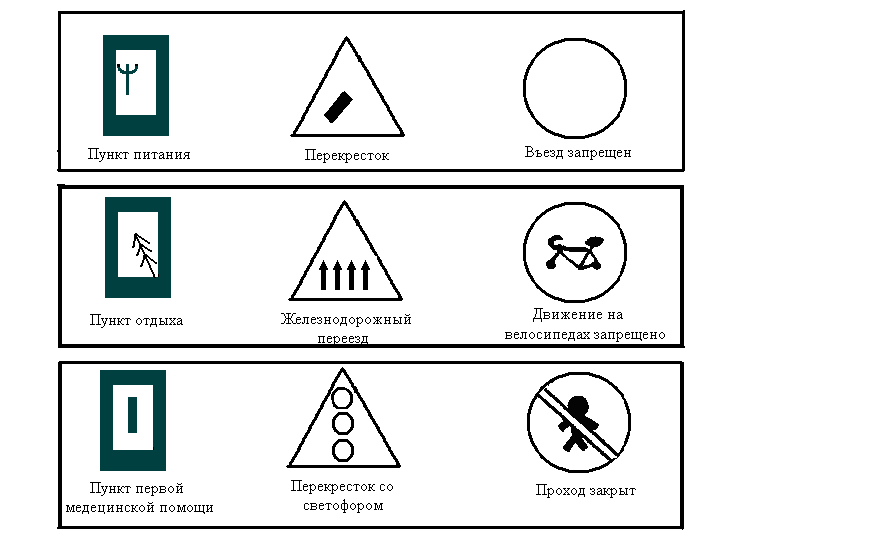 Пункт питания
Перекресток
Въезд запрещен
Пункт отдыха
Железнодорожный
переезд
Движение на
велосипедах запрещено
Пункт первой
медецинской помощи
Перекресток со
светофором
Проход закрыт